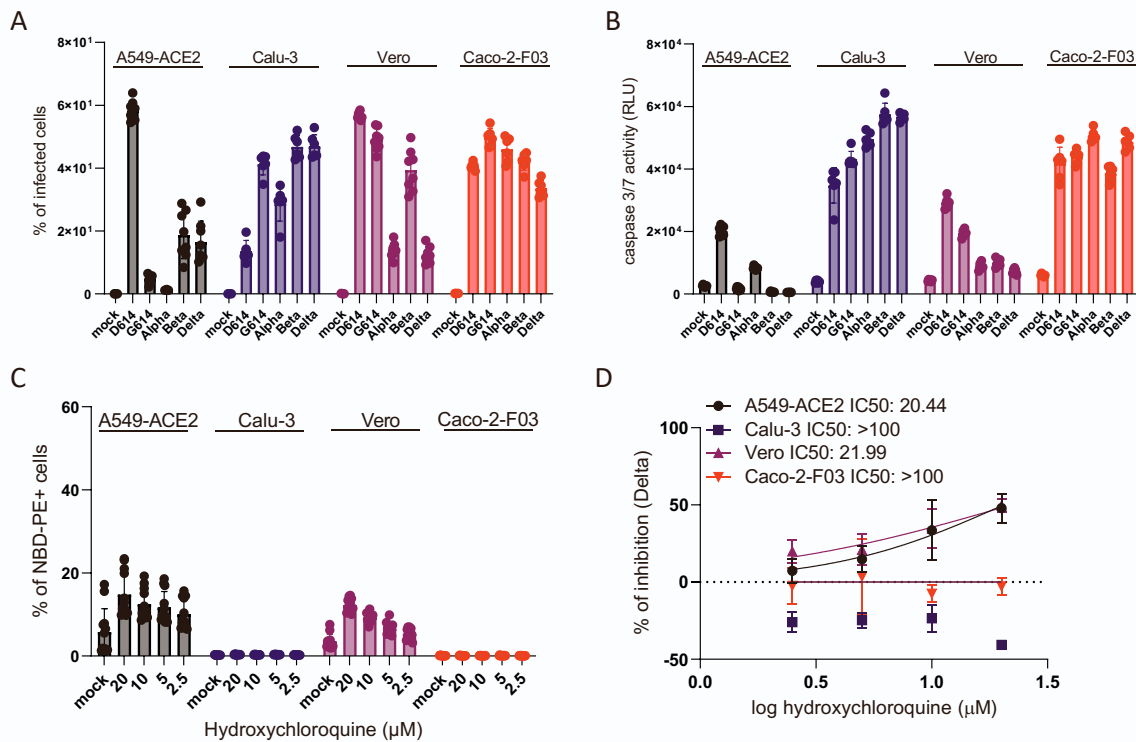 A
A549-ACE2 Calu-3 Vero Caco-2-F03
% of infected cells
8×10¹
6×10¹
4×10¹
2×10¹
0
mock D614 G614 Alpha Beta Delta mock D614 G614 Alpha Beta Delta mock D614 G614 Alpha Beta Delta mock D614 G614 Alpha Beta Delta
B
A549-ACE2 Calu-3 Vero Caco-2-F03
caspase 3/7 activity (RLU)
8×10⁴
6×10⁴
4×10⁴
2×10⁴
0
mock D614 G614 Alpha Beta Delta mock D614 G614 Alpha Beta Delta mock D614 G614 Alpha Beta Delta mock D614 G614 Alpha Beta Delta
C
A549-ACE2 Calu-3 Vero Caco-2-F03
% of NBD-PE+ cells
60
40
20
0
mock 20 10 5 2.5 mock 20 10 5 2.5 mock 20 10 5 2.5 mock 20 10 5 2.5
Hydroxychloroquine (µM)
D
A549-ACE2 IC50: 20.44
Calu-3 IC50: >100
Vero IC50: 21.99
Caco-2-F03 IC50: >100
% of inhibition (Delta)
100
50
0
-50
0.0 0.5 1.0 1.5
log hydroxychloroquine (µM)